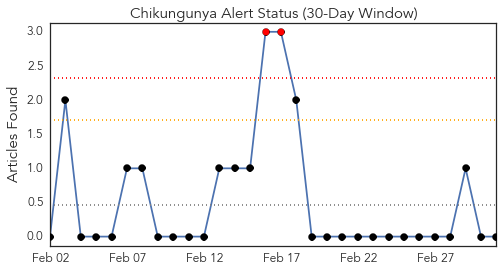 Chikungunya Alert Status (30-Day Window)
Articles Found
3.0
2.5
2.0
1.5
1.0
0.5
0.0
Feb 02 Feb 07 Feb 12 Feb 17 Feb 22 Feb 27